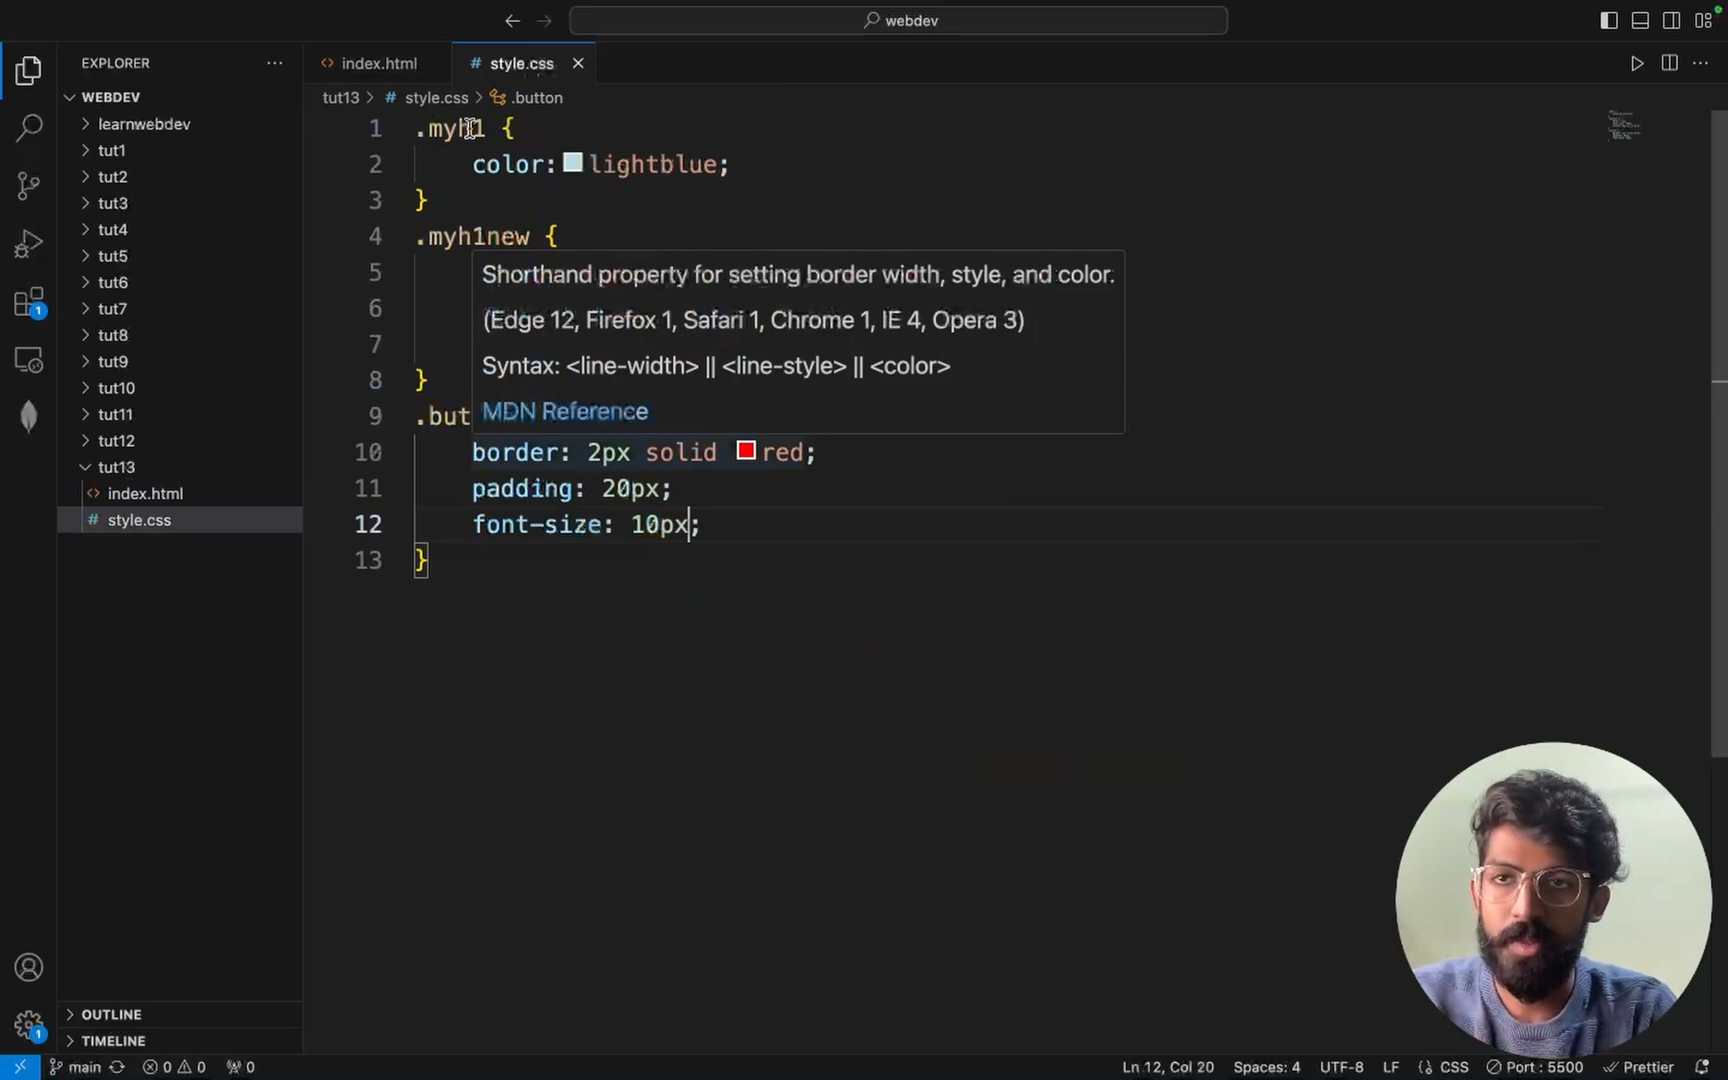 webdev
EXPLORER
index.html
style.css
WEBDEV
tut13 > style.css > .button
learnwebdev
tut1
tut2
tut3
tut4
tut5
tut6
tut7
tut8
tut9
tut10
tut11
tut12
tut13
index.html
style.css
1 .myh1 {
2 color: lightblue;
3 }
4 .myh1new {
5
6
7
8 }
9 .but
10 border: 2px solid red;
11 padding: 20px;
12 font-size: 10px;
13 }
Shorthand property for setting border width, style, and color.
(Edge 12, Firefox 1, Safari 1, Chrome 1, IE 4, Opera 3)
Syntax: <line-width> || <line-style> || <color>
MDN Reference
1
OUTLINE
TIMELINE
1
main 0 0 0 Ln 12, Col 20 Spaces: 4 UTF-8 LF {} CSS Port : 5500 Prettier